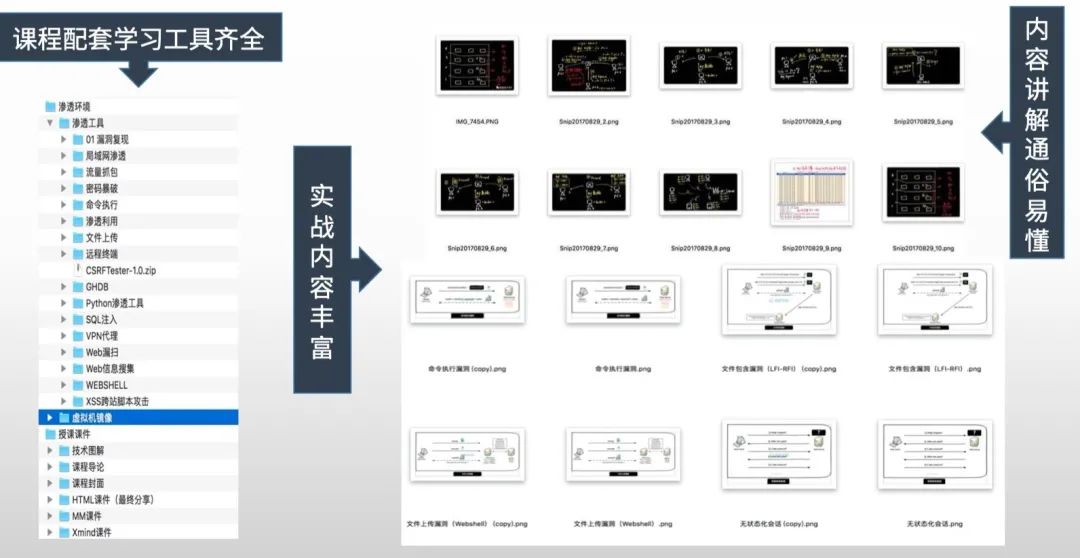 课程配套学习工具齐全
渗透环境
渗透工具
01 漏洞复现
局域网渗透
流量抓包
密码暴破
命令执行
渗透利用
文件上传
远程终端
CSRFTester-1.0.zip
GHDB
Python渗透工具
SQL注入
VPN代理
Web漏扫
Web信息搜集
WEBSHELL
XSS跨站脚本攻击
虚拟机镜像
授课课件
技术图解
课程导论
课程封面
HTML课件（最终分享）
MM课件
Xmind课件
实战内容丰富
IMG_7454.PNG
Snip20170829_2.png
Snip20170829_3.png
Snip20170829_4.png
Snip20170829_5.png
Snip20170829_6.png
Snip20170829_7.png
Snip20170829_8.png
Snip20170829_9.png
Snip20170829_10.png
命令执行漏洞 (copy).png
命令执行漏洞.png
文件包含漏洞（LFI-RFI） (copy).png
文件包含漏洞（LFI-RFI）.png
文件上传漏洞（Webshell） (copy).png
文件上传漏洞（Webshell）.png
无状态化会话 (copy).png
无状态化会话.png
内容讲解通俗易懂